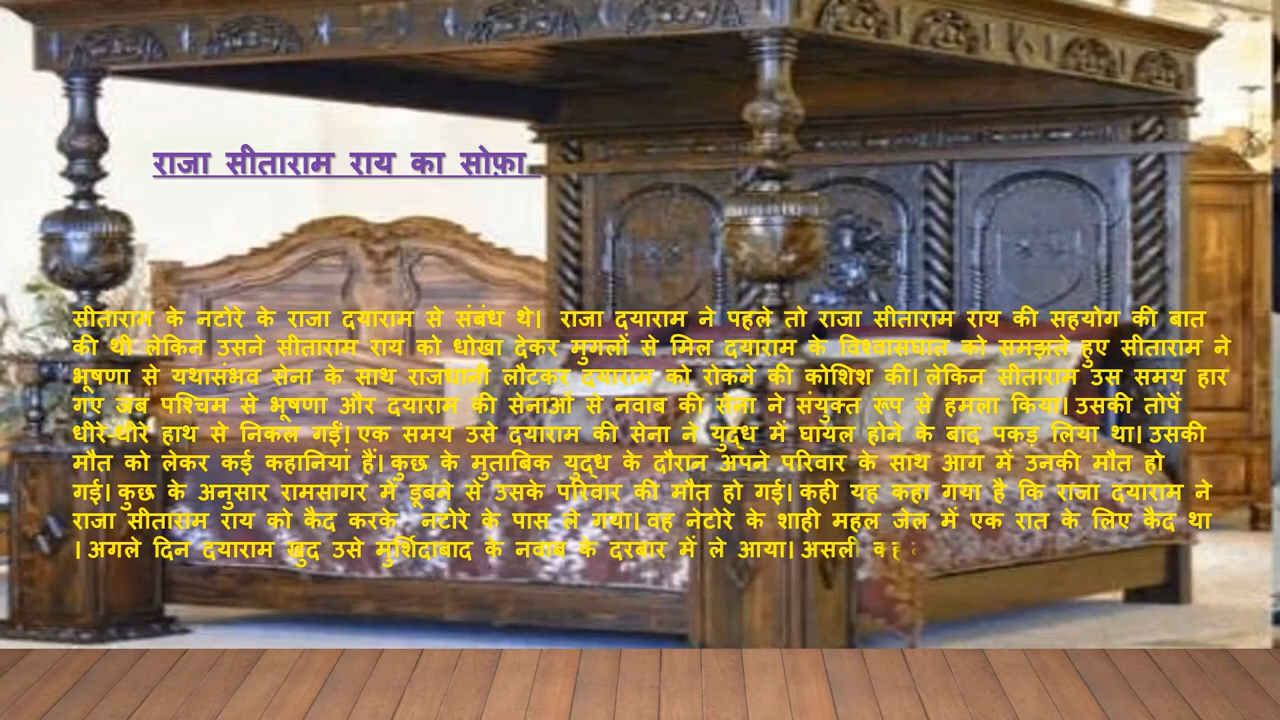 राजा सीताराम राय का सोफ़ा
सीताराम के नटोरे के राजा दयाराम से संबंध थे। राजा दयाराम ने पहले तो राजा सीताराम राय की सहयोग की बात
की थी लेकिन उसने सीताराम राय को धोखा देकर मुगलों से मिल दयाराम के विश्वासघात को समझते हुए सीताराम ने
भूषणा से यथासंभव सेना के साथ राजधानी लौटकर दयाराम को रोकने की कोशिश की। लेकिन सीताराम उस समय हार
गए जब पश्चिम से भूषणा और दयाराम की सेनाओं से नवाब की सेना ने संयुक्त रूप से हमला किया। उसकी तोपें
धीरे-धीरे हाथ से निकल गईं। एक समय उसे दयाराम की सेना ने युद्ध में घायल होने के बाद पकड़ लिया था। उसकी
मौत को लेकर कई कहानियां हैं। कुछ के मुताबिक युद्ध के दौरान अपने परिवार के साथ आग में उनकी मौत हो
गई। कुछ के अनुसार रामसागर में डूबने से उसके परिवार की मौत हो गई। कही यह कहा गया है कि राजा दयाराम ने
राजा सीताराम राय को कैद करके नटोरे के पास ले गया। वह नेटोरे के शाही महल जेल में एक रात के लिए कैद था
। अगले दिन दयाराम खुद उसे मुर्शिदाबाद के नवाब के दरबार में ले आया। असली